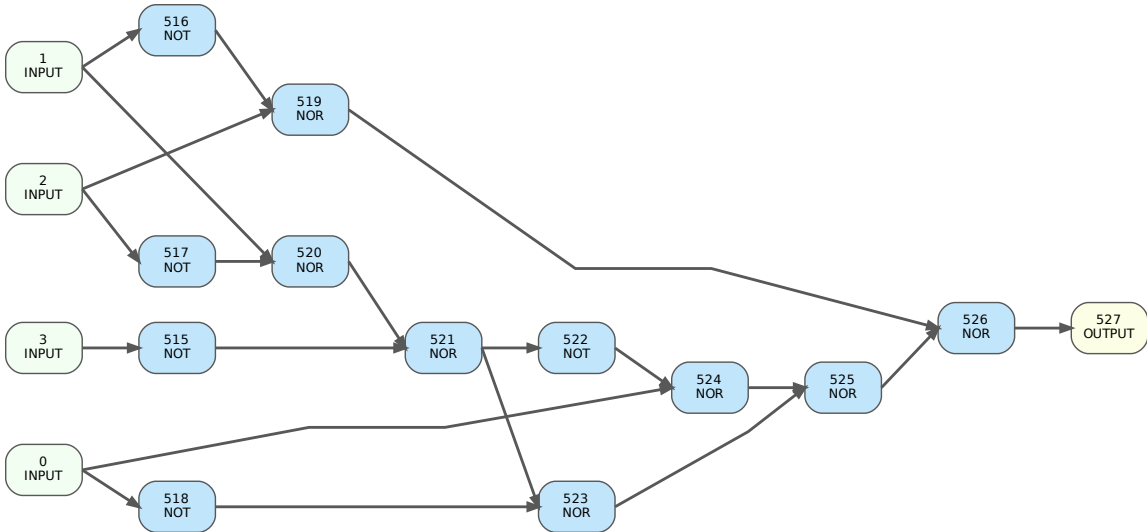 516
NOT
1
INPUT
519
NOR
2
INPUT
517
NOT
520
NOR
3
INPUT
515
NOT
521
NOR
522
NOT
526
NOR
527
OUTPUT
524
NOR
525
NOR
0
INPUT
518
NOT
523
NOR